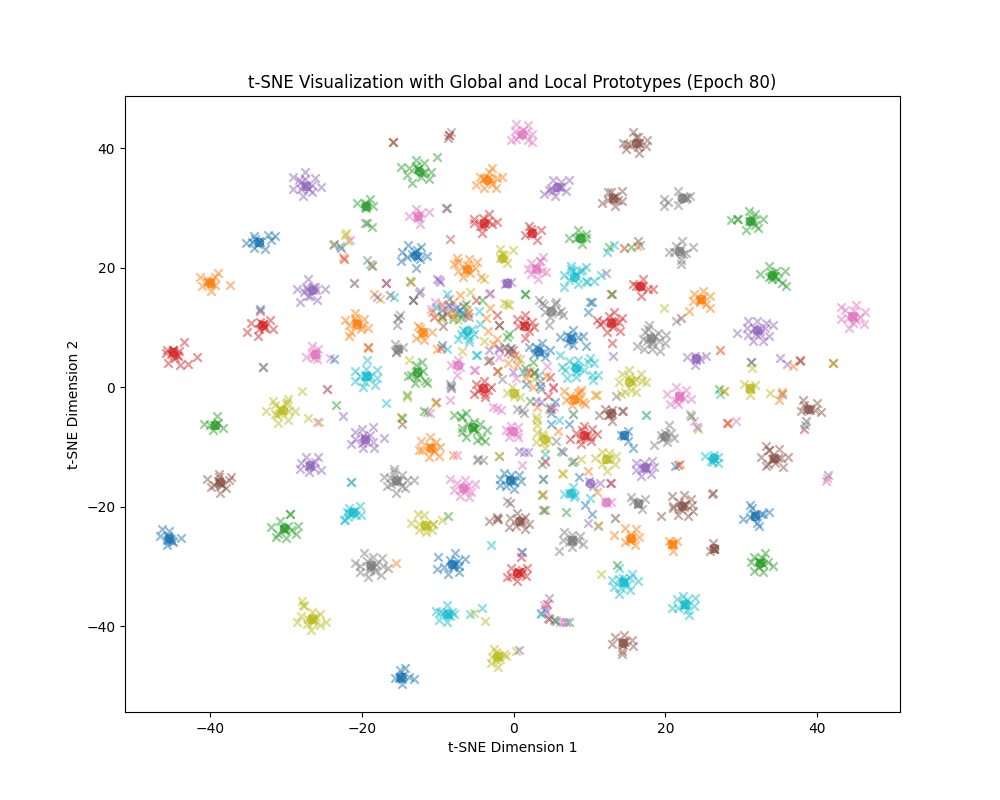 t-SNE Visualization with Global and Local Prototypes (Epoch 80)
40
20
0
−20
−40
t-SNE Dimension 2
−40 −20 0 20 40
t-SNE Dimension 1